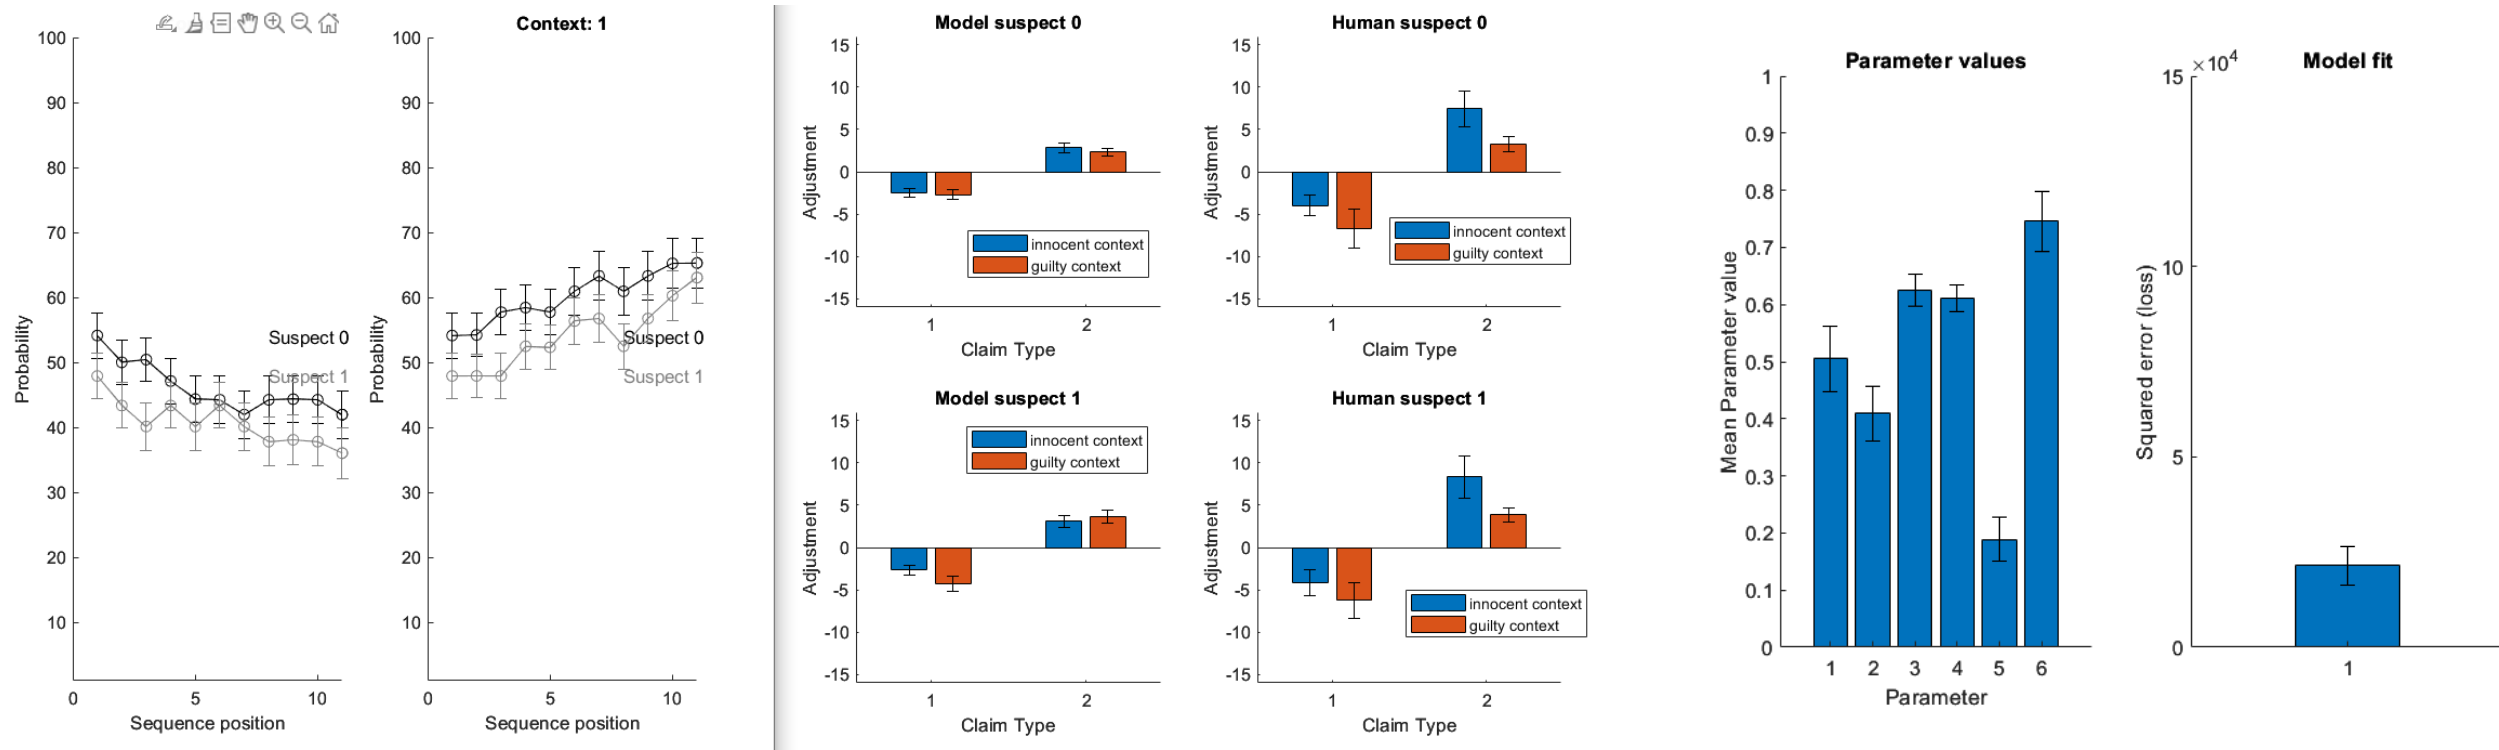 Context: 1
100
90
80
70
60
50
40
30
20
10
Probability
0
5
10
Sequence position
Suspect 0
Suspect 1
100
90
80
70
60
50
40
30
20
10
Probability
0
5
10
Sequence position
Suspect 0
Suspect 1
Model suspect 0
15
10
5
0
-5
-10
-15
Adjustment
innocent context
guilty context
1
2
Claim Type
Human suspect 0
15
10
5
0
-5
-10
-15
Adjustment
innocent context
guilty context
1
2
Claim Type
Model suspect 1
15
10
5
0
-5
-10
-15
Adjustment
innocent context
guilty context
1
2
Claim Type
Human suspect 1
15
10
5
0
-5
-10
-15
Adjustment
innocent context
guilty context
1
2
Claim Type
Parameter values
1
0.9
0.8
0.7
0.6
0.5
0.4
0.3
0.2
0.1
0
Mean Parameter value
1 2 3 4 5 6
Parameter
Model fit
×10⁴
15
10
5
0
Squared error (loss)
1